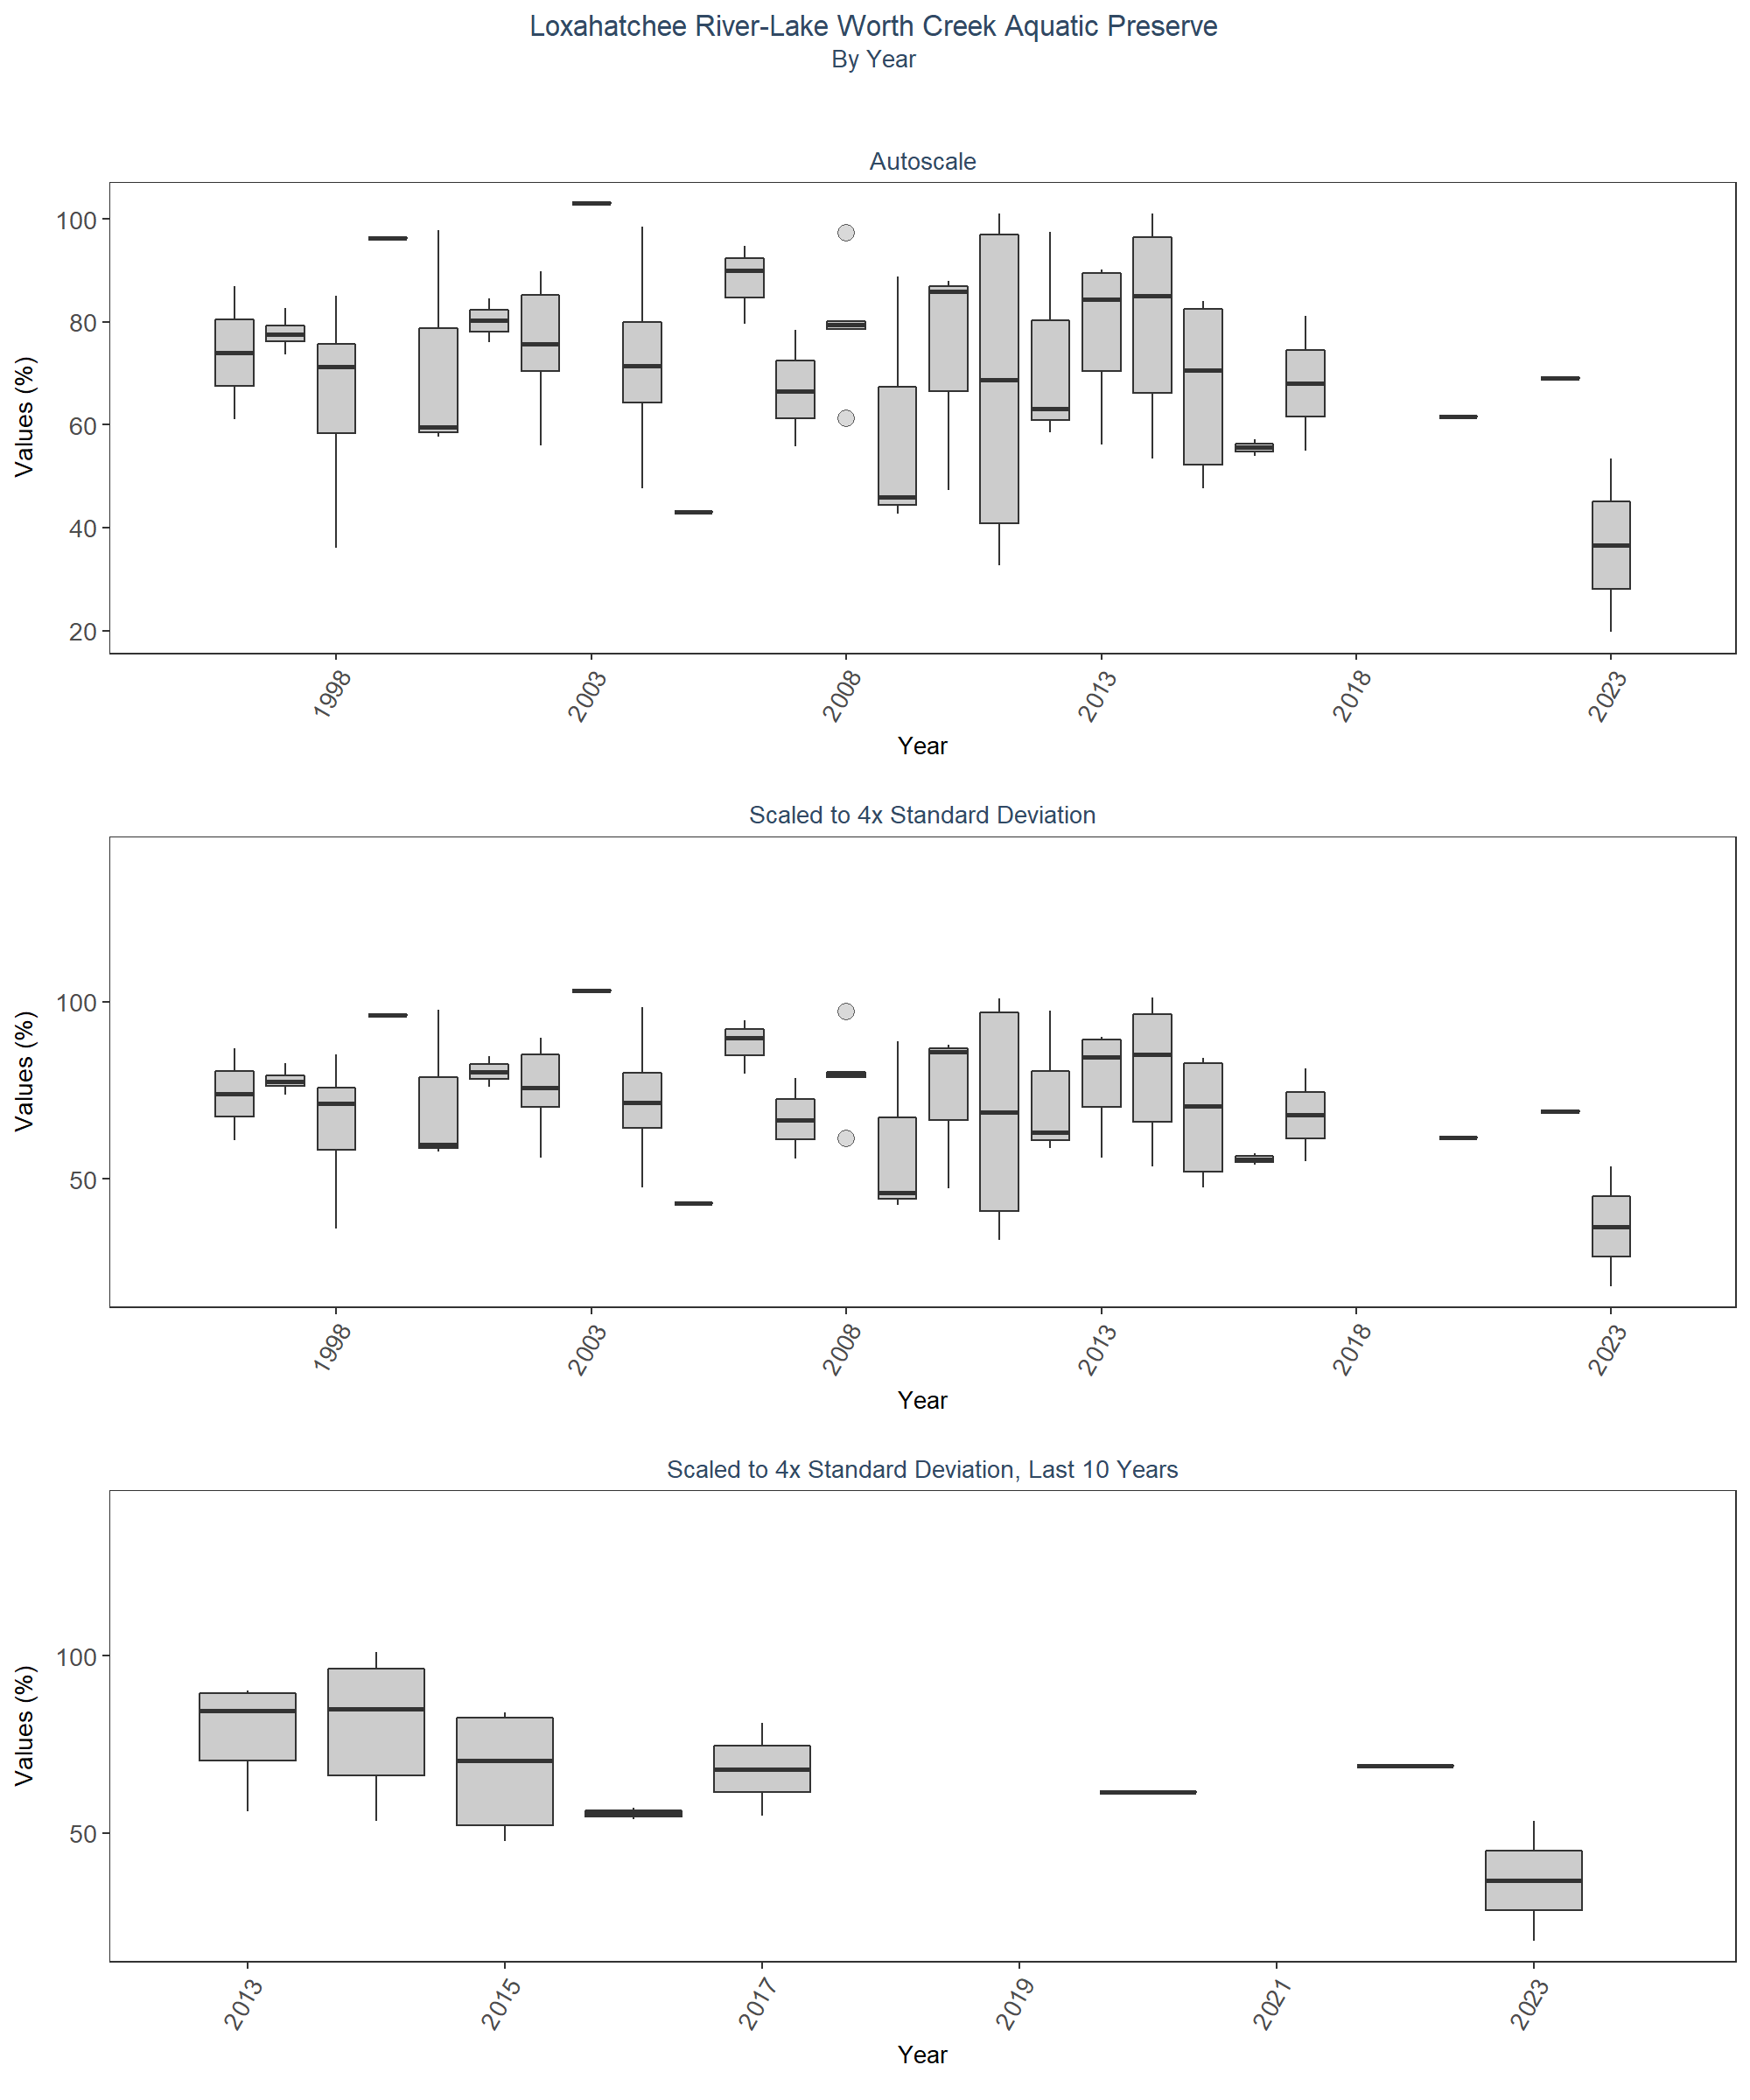 Loxahatchee River-Lake Worth Creek Aquatic Preserve
By Year
Autoscale
Values (%)
100
80
60
40
20
1998
2003
2008
2013
2018
2023
Year
Scaled to 4x Standard Deviation
Values (%)
100
50
1998
2003
2008
2013
2018
2023
Year
Scaled to 4x Standard Deviation, Last 10 Years
Values (%)
100
50
2013
2015
2017
2019
2021
2023
Year